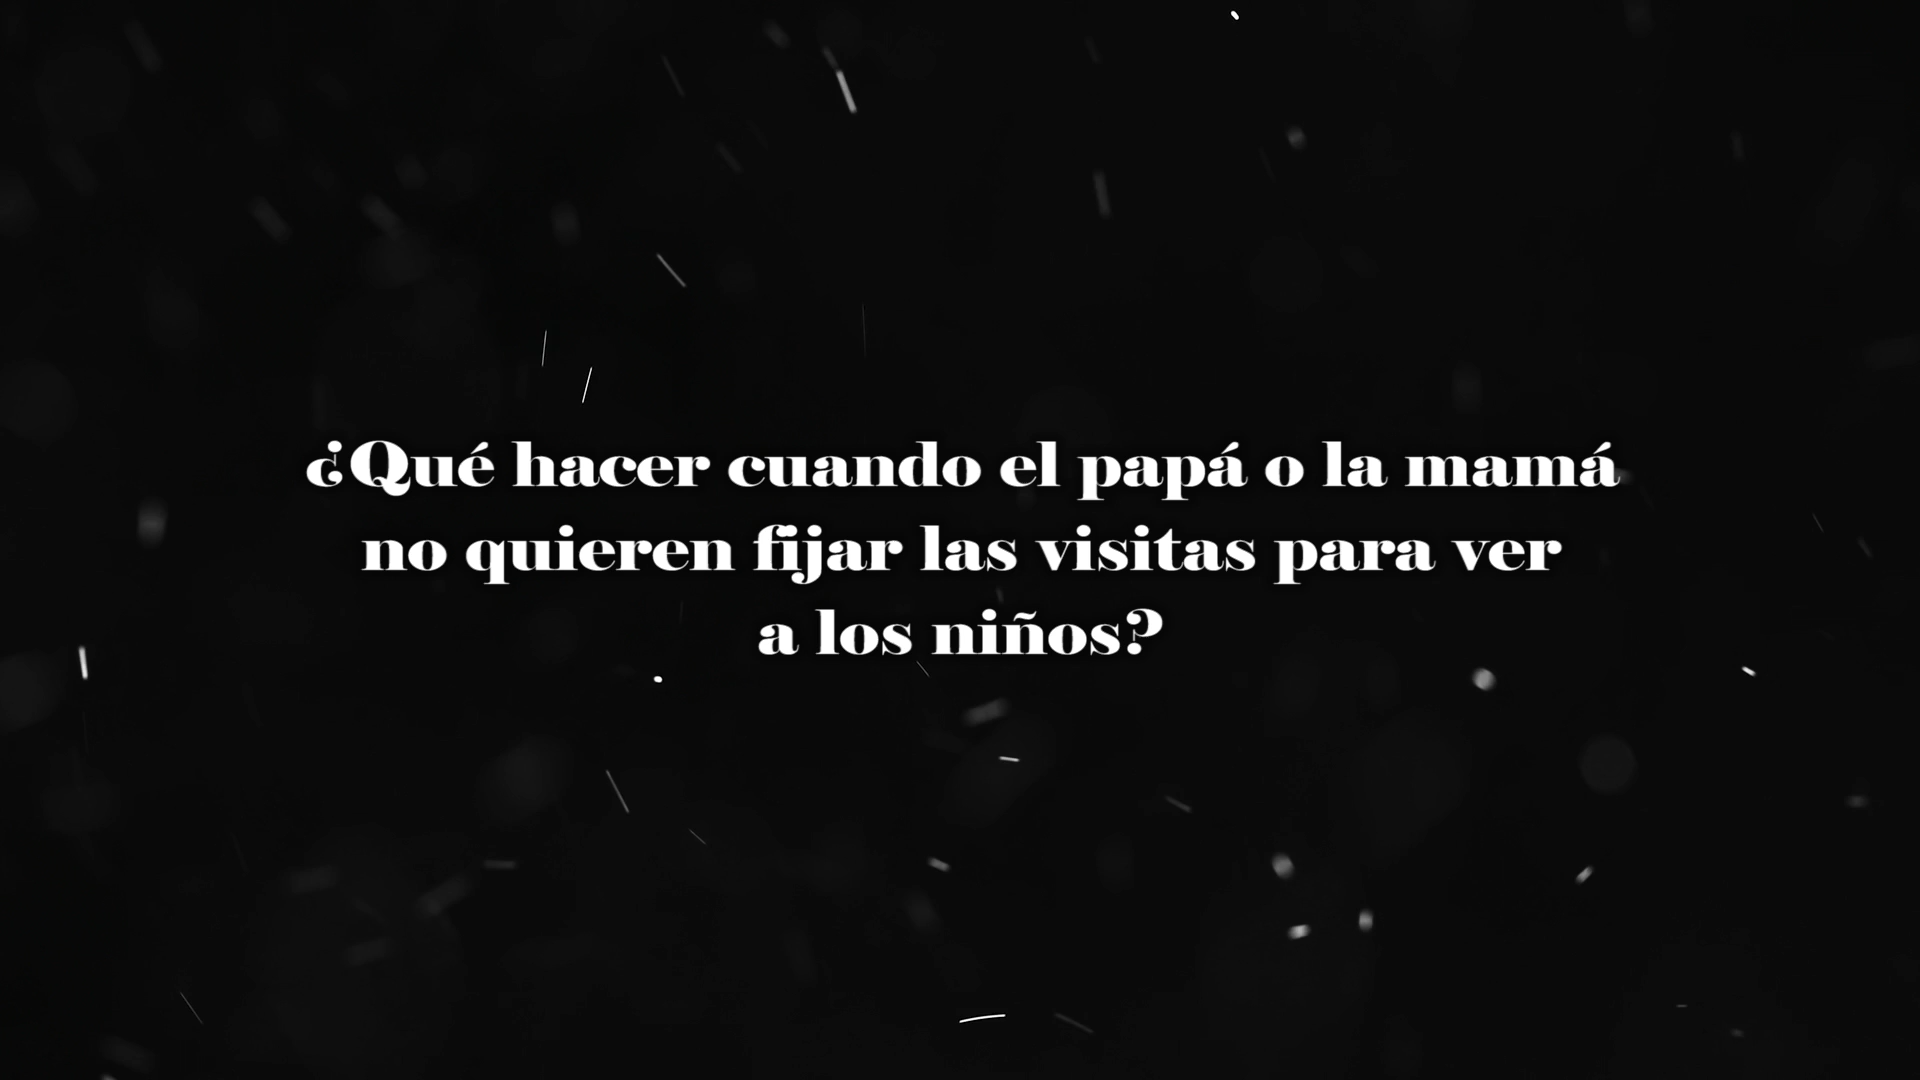 ¿Qué hacer cuando el papá o la mamá
no quieren fijar las visitas para ver
a los niños?